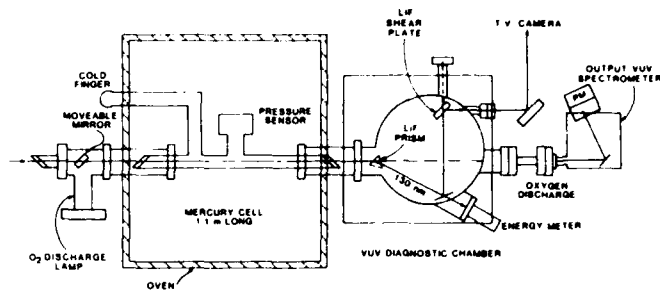 LiF
SHEAR
PLATE
T V CAMERA
OUTPUT VUV
SPECTROMETER
PM
COLD
FINGER
MOVEABLE
MIRROR
PRESSURE
SENSOR
LiF
PRISM
130 nm
OXYGEN
DISCHARGE
MERCURY CELL
1 1 m LONG
ENERGY METER
O2 DISCHARGE
LAMP
VUV DIAGNOSTIC CHAMBER
OVEN